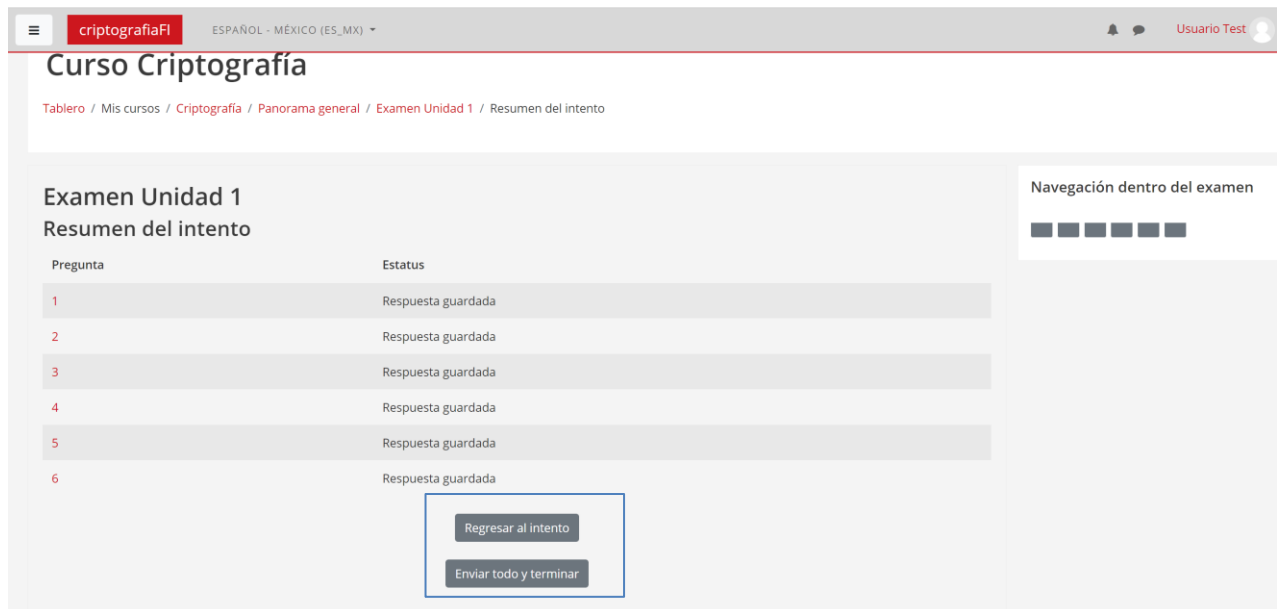 criptografiaFI ESPAÑOL - MÉXICO (ES_MX) Usuario Test
Curso Criptografía
Tablero / Mis cursos / Criptografía / Panorama general / Examen Unidad 1 / Resumen del intento
Examen Unidad 1
Resumen del intento
Pregunta Estatus
1 Respuesta guardada
2 Respuesta guardada
3 Respuesta guardada
4 Respuesta guardada
5 Respuesta guardada
6 Respuesta guardada
Regresar al intento
Enviar todo y terminar
Navegación dentro del examen